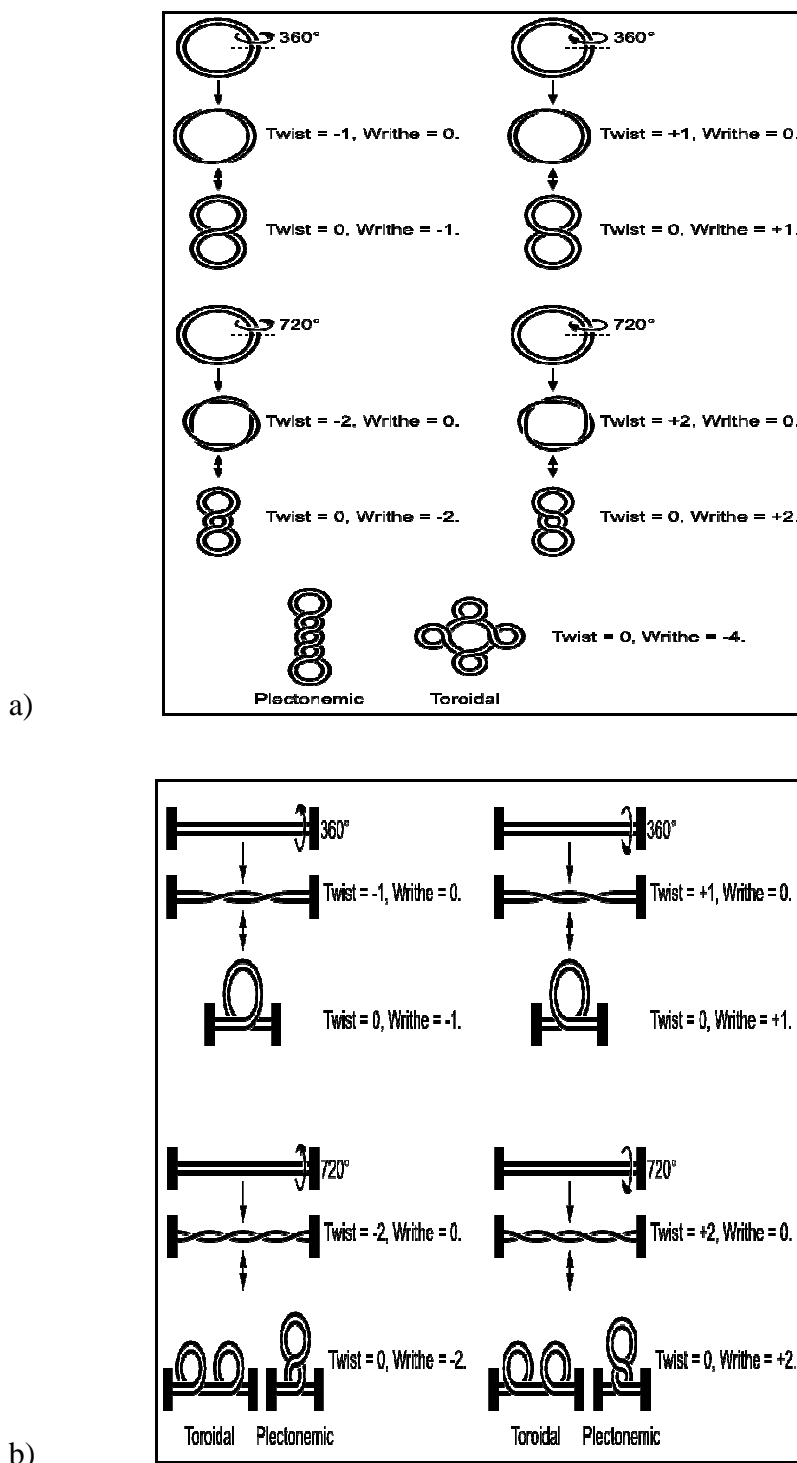 360°
360°
Twist = -1, Writhe = 0.
Twist = +1, Writhe = 0.
Twist = 0, Writhe = -1.
Twist = 0, Writhe = +1.
720°
720°
Twist = -2, Writhe = 0.
Twist = +2, Writhe = 0.
Twist = 0, Writhe = -2.
Twist = 0, Writhe = +2.
Twist = 0, Writhe = -4.
Plectonemic
Toroidal
a)
360°
360°
Twist = -1, Writhe = 0.
Twist = +1, Writhe = 0.
Twist = 0, Writhe = -1.
Twist = 0, Writhe = +1.
720°
720°
Twist = -2, Writhe = 0.
Twist = +2, Writhe = 0.
Twist = 0, Writhe = -2.
Twist = 0, Writhe = +2.
Toroidal Plectonemic
Toroidal Plectonemic
b)